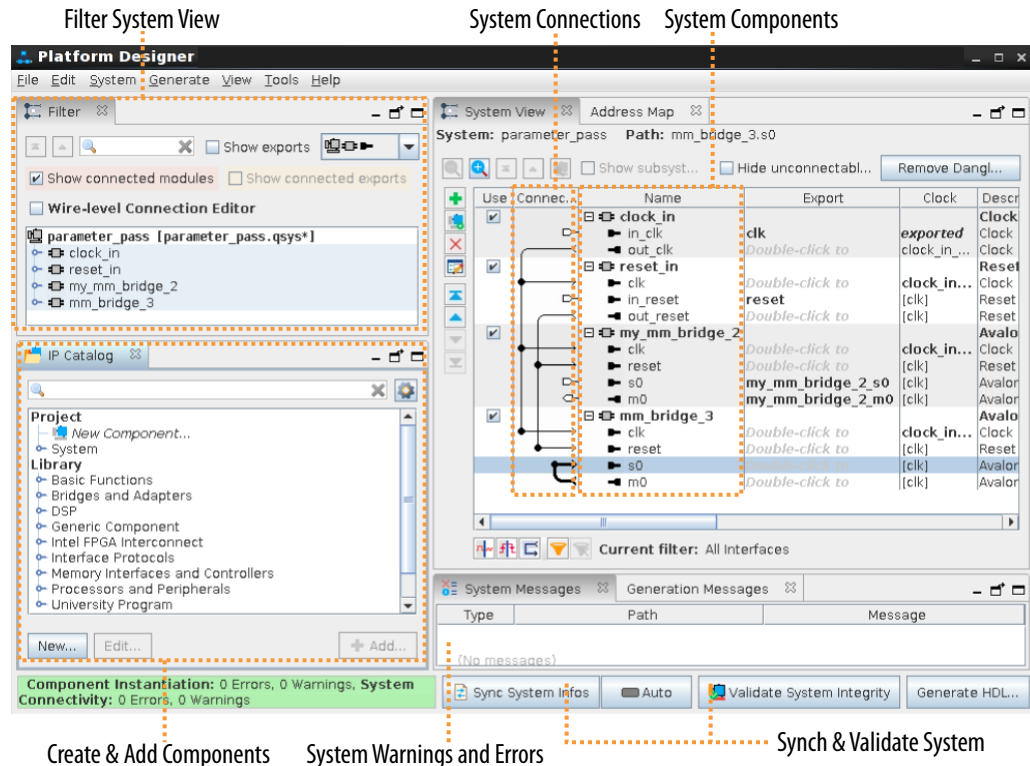 Filter System View
System Connections
System Components
Platform Designer
File Edit System Generate View Tools Help
Filter
Show exports
Show connected modules
Show connected exports
Wire-level Connection Editor
parameter_pass [parameter_pass.qsys*]
clock_in
reset_in
my_mm_bridge_2
mm_bridge_3
IP Catalog
Project
New Component...
System
Library
Basic Functions
Bridges and Adapters
DSP
Generic Component
Intel FPGA Interconnect
Interface Protocols
Memory Interfaces and Controllers
Processors and Peripherals
University Program
New...
Edit...
Add...
Component Instantiation: 0 Errors, 0 Warnings, System
Connectivity: 0 Errors, 0 Warnings
System View
Address Map
System: parameter_pass Path: mm_bridge_3.s0
Show subsyst...
Hide unconnectabl...
Remove Dangl...
Use Connec... Name Export Clock Descr
clock_in Clock
in_clk clk exported Clock
out_clk Double-click to clock_in_... Clock
reset_in Reset
clk Double-click to clock_in... Clock
in_reset reset [clk] Reset
out_reset Double-click to [clk] Reset
my_mm_bridge_2 Avalo
clk Double-click to clock_in... Clock
reset Double-click to [clk] Reset
s0 my_mm_bridge_2_s0 [clk] Avalon
m0 my_mm_bridge_2_m0 [clk] Avalon
mm_bridge_3 Avalo
clk Double-click to clock_in... Clock
reset Double-click to [clk] Reset
s0 Double-click to [clk] Avalon
m0 Double-click to [clk] Avalon
Current filter: All Interfaces
System Messages
Generation Messages
Type Path Message
(No messages)
Sync System Infos
Auto
Validate System Integrity
Generate HDL...
Create & Add Components
System Warnings and Errors
Synch & Validate System